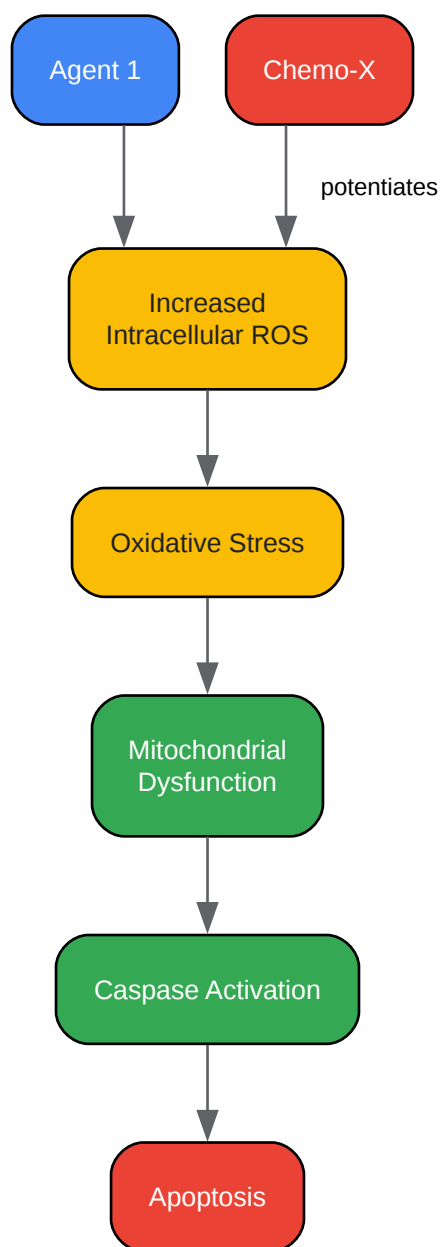 Agent 1
Chemo-X
potentiates
Increased
Intracellular ROS
Oxidative Stress
Mitochondrial
Dysfunction
Caspase Activation
Apoptosis